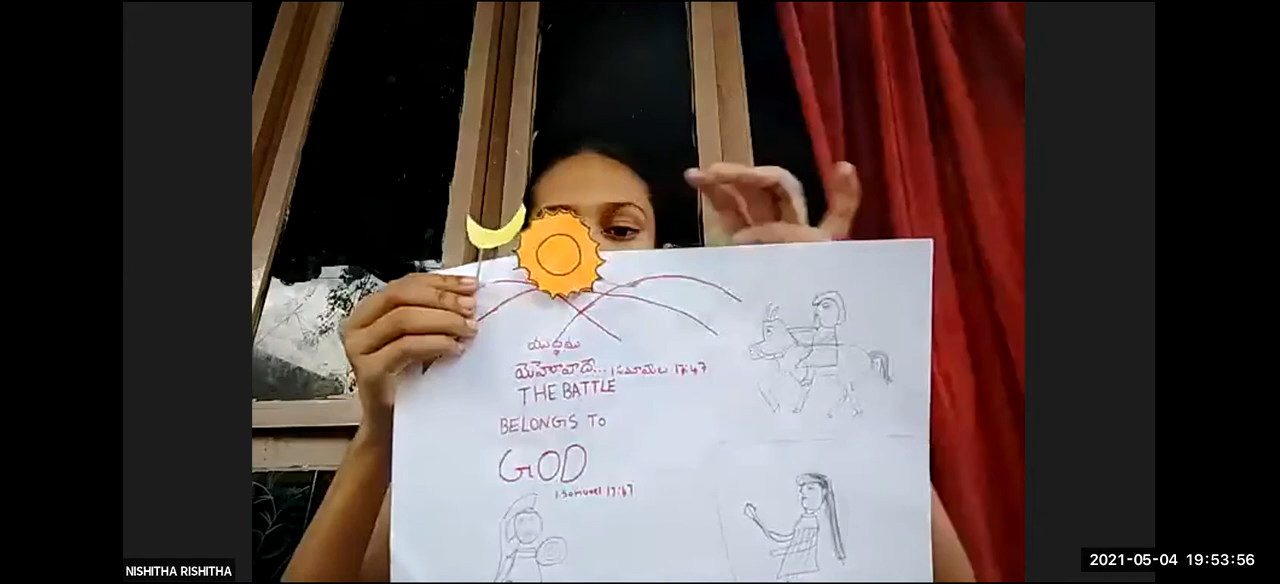 యుద్ధము
యెహోవాదే... 1సమూయేలు 17:47
THE BATTLE
BELONGS TO
GOD
1 Samuel 17:47
NISHITHA RISHITHA
2021-05-04 19:53:56